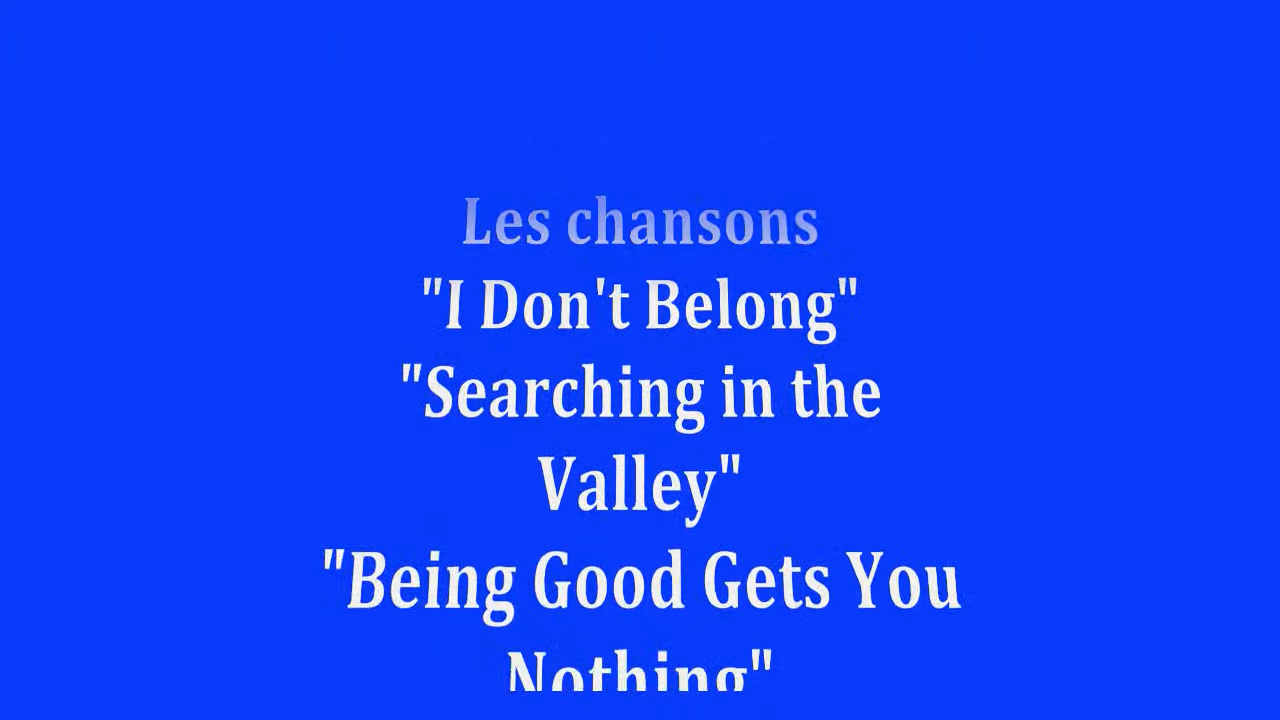 Les chansons
"I Don't Belong"
"Searching in the
Valley"
"Being Good Gets You
Nothing"